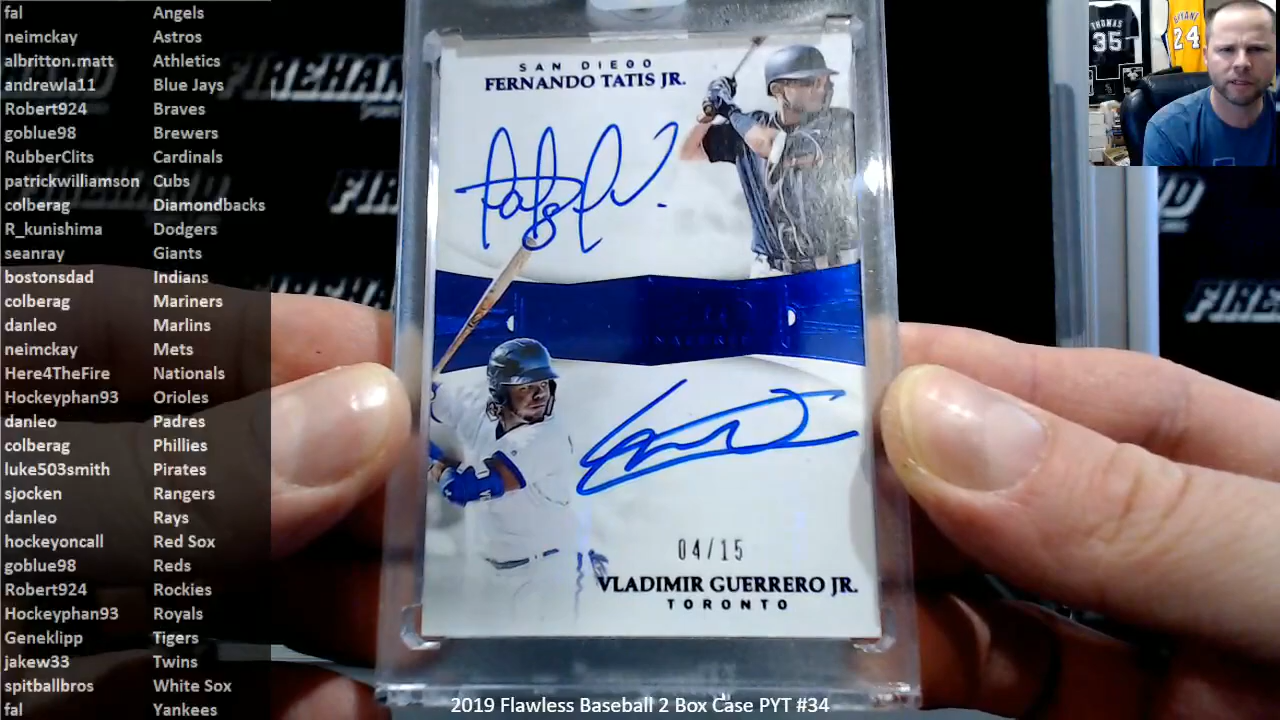 fal Angels
neimckay Astros
albritton.matt Athletics
andrewla11 Blue Jays
Robert924 Braves
goblue98 Brewers
RubberClits Cardinals
patrickwilliamson Cubs
colberag Diamondbacks
R_kunishima Dodgers
seanray Giants
bostonsdad Indians
colberag Mariners
danleo Marlins
neimckay Mets
Here4TheFire Nationals
Hockeyphan93 Orioles
danleo Padres
colberag Phillies
luke503smith Pirates
sjocken Rangers
danleo Rays
hockeyoncall Red Sox
goblue98 Reds
Robert924 Rockies
Hockeyphan93 Royals
Geneklipp Tigers
jakew33 Twins
spitballbros White Sox
fal Yankees
SAN DIEGO
FERNANDO TATIS JR.
04/15
VLADIMIR GUERRERO JR.
TORONTO
THOMAS
35
BRYANT
24
2019 Flawless Baseball 2 Box Case PYT #34